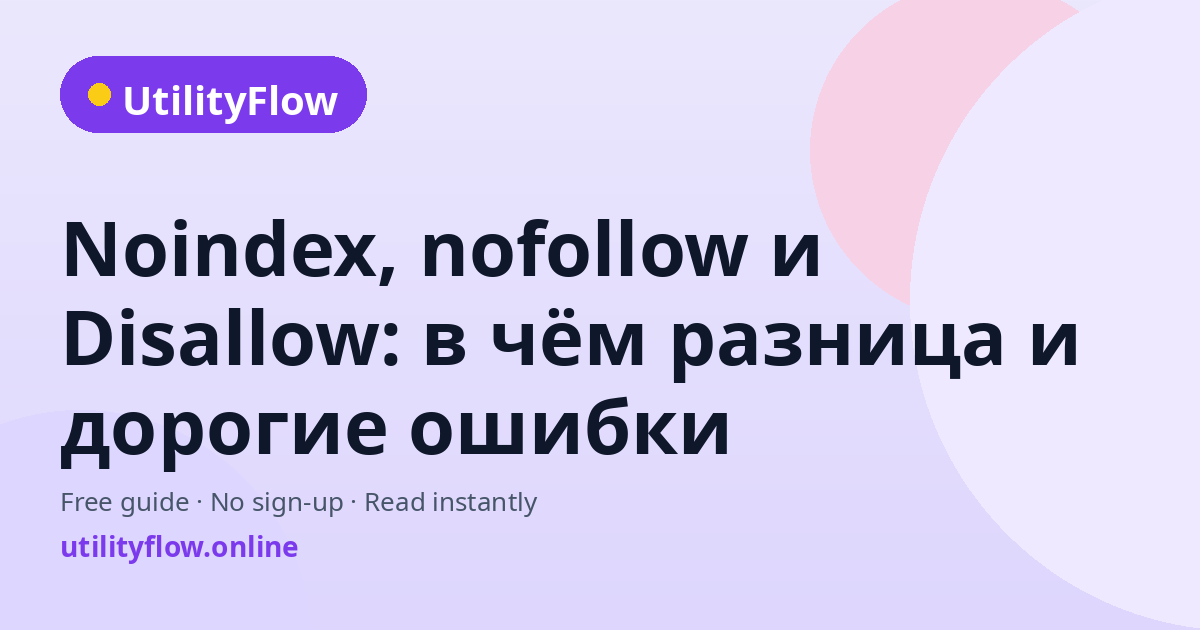 UtilityFlow
Noindex, nofollow и
Disallow: в чём разница и
дорогие ошибки
Free guide · No sign-up · Read instantly
utilityflow.online